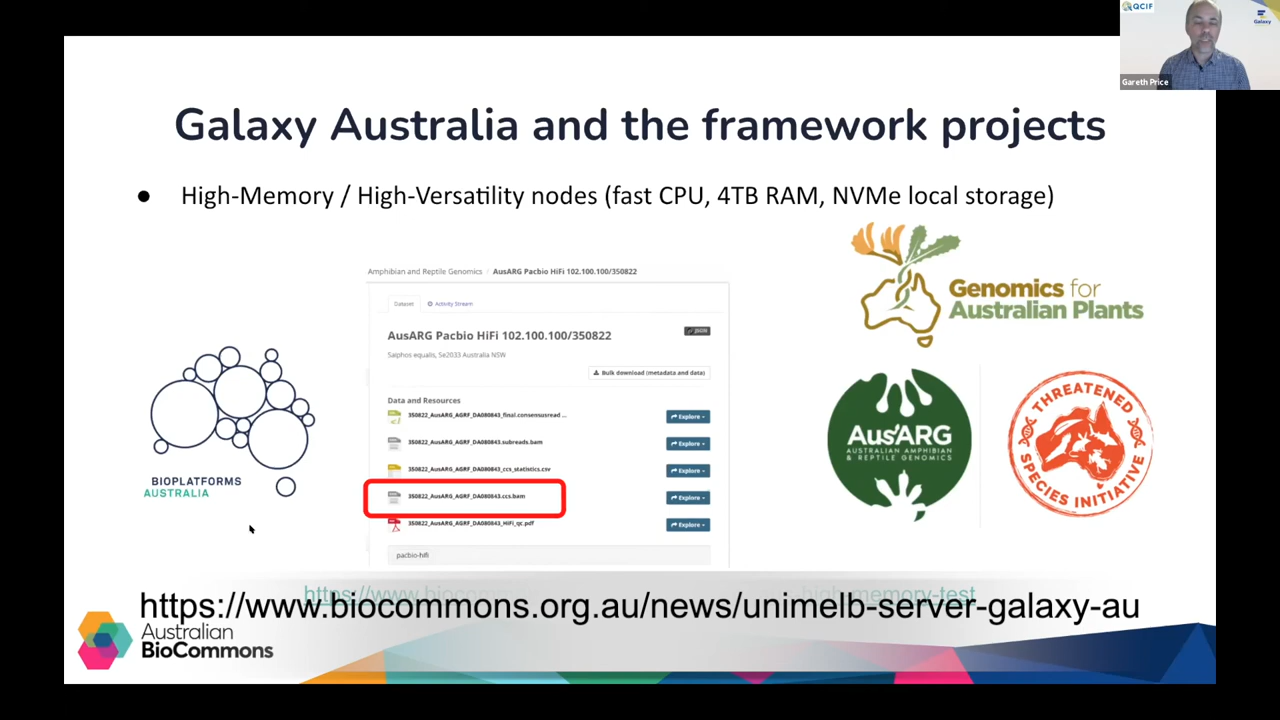 QCIF
Galaxy
Gareth Price
Galaxy Australia and the framework projects
● High-Memory / High-Versatility nodes (fast CPU, 4TB RAM, NVMe local storage)
Amphibian and Reptile Genomics / AusARG Pacbio HiFi 102.100.100/350822
Dataset Activity Stream
AusARG Pacbio HiFi 102.100.100/350822
Saiphos equalis, Se2033 Australia NSW
Bulk download (metadata and data)
Data and Resources
350822_AusARG_AGRF_DA080843_final.consensusread ...
Explore
350822_AusARG_AGRF_DA080843.subreads.bam
Explore
350822_AusARG_AGRF_DA080843_ccs_statistics.csv
Explore
350822_AusARG_AGRF_DA080843.ccs.bam
Explore
350822_AusARG_AGRF_DA080843_HiFi_qc.pdf
Explore
pacbio-hifi
BIOPLATFORMS
AUSTRALIA
Genomics for
Australian Plants
AusARG
AUSTRALIAN AMPHIBIAN
& REPTILE GENOMICS
THREATENED
SPECIES INITIATIVE
https://www.biocommons.org.au/news/unimelb-server-galaxy-au
Australian
BioCommons